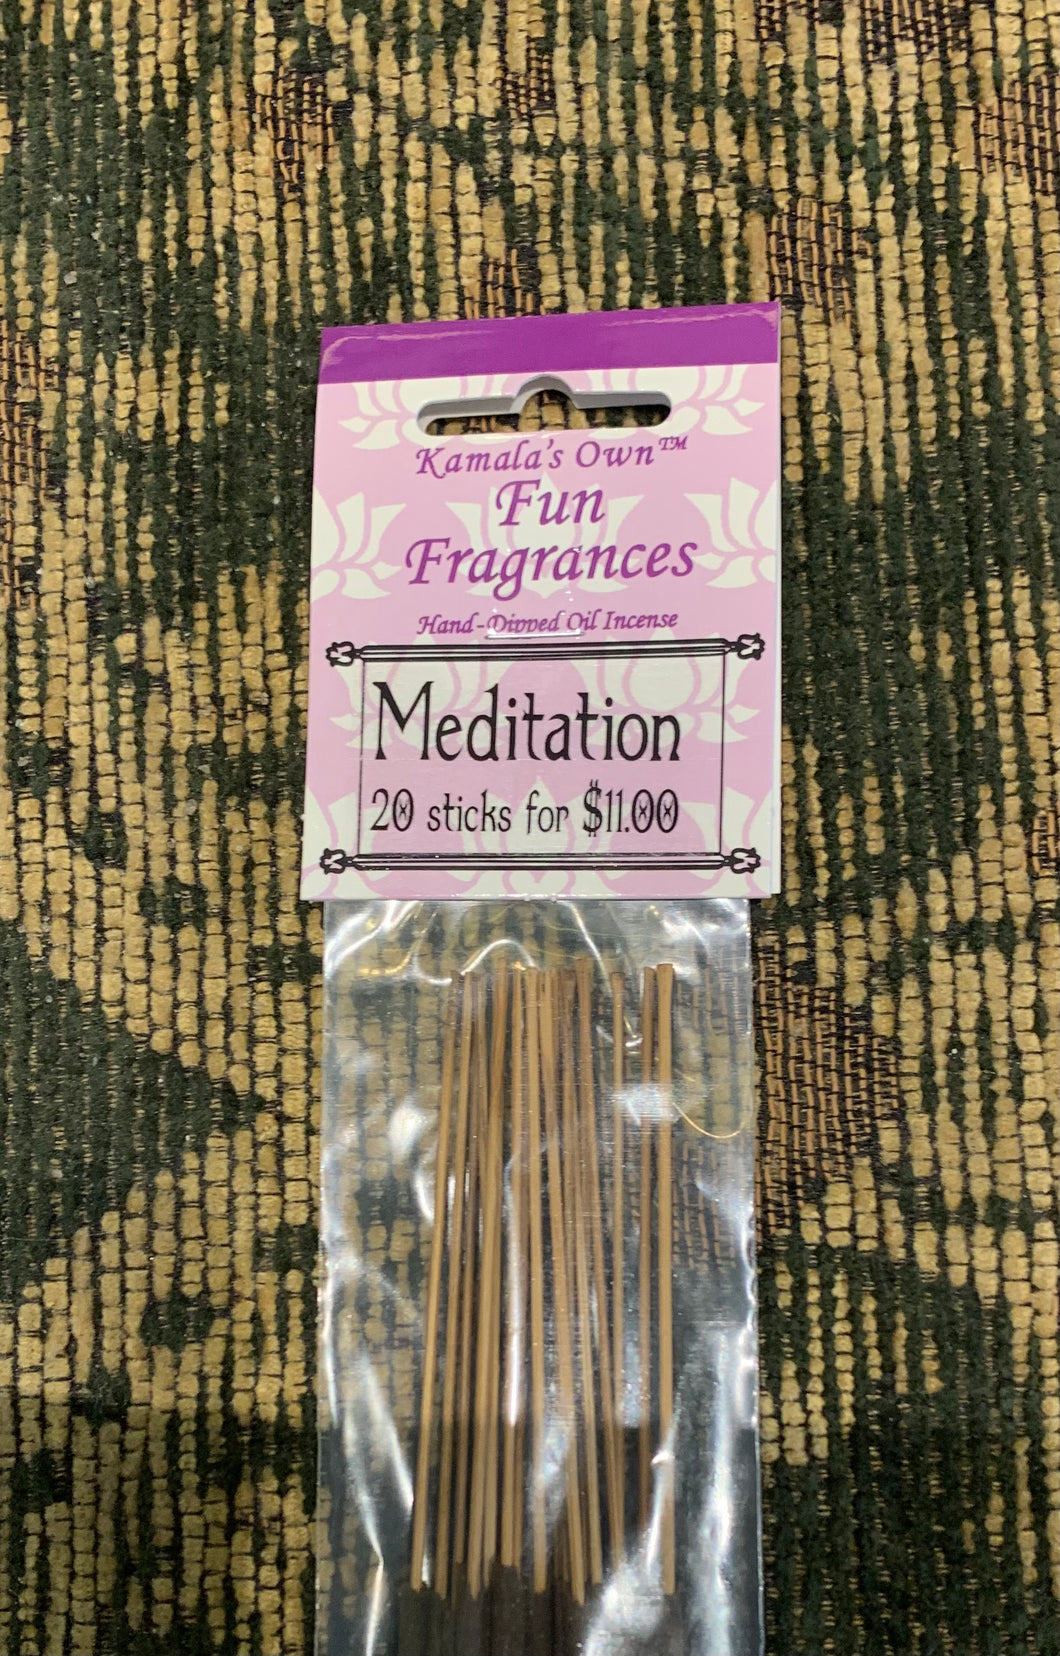 Kamala's Own™
Fun
Fragrances
Hand-Dipped Oil Incense
Meditation
20 sticks for $11.00